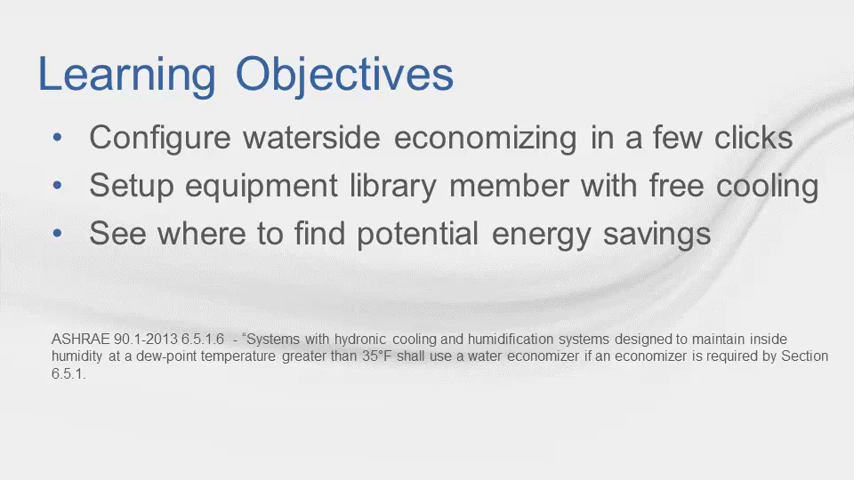 Learning Objectives
• Configure waterside economizing in a few clicks
• Setup equipment library member with free cooling
• See where to find potential energy savings
ASHRAE 90.1-2013 6.5.1.6 - “Systems with hydronic cooling and humidification systems designed to maintain inside
humidity at a dew-point temperature greater than 35°F shall use a water economizer if an economizer is required by Section
6.5.1.